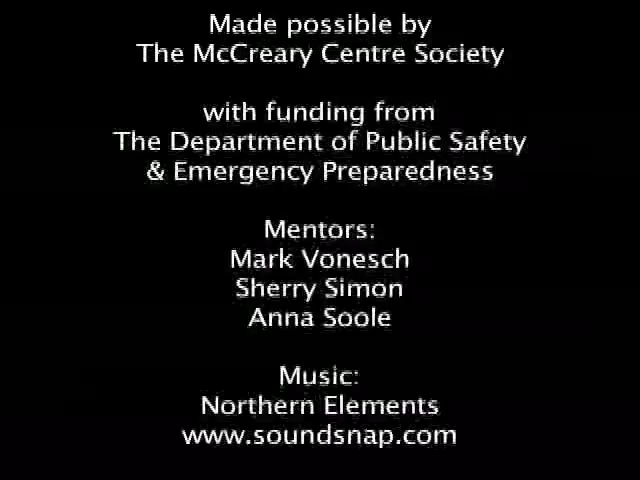 Made possible by
The McCreary Centre Society
with funding from
The Department of Public Safety
& Emergency Preparedness
Mentors:
Mark Vonesch
Sherry Simon
Anna Soole
Music:
Northern Elements
www.soundsnap.com